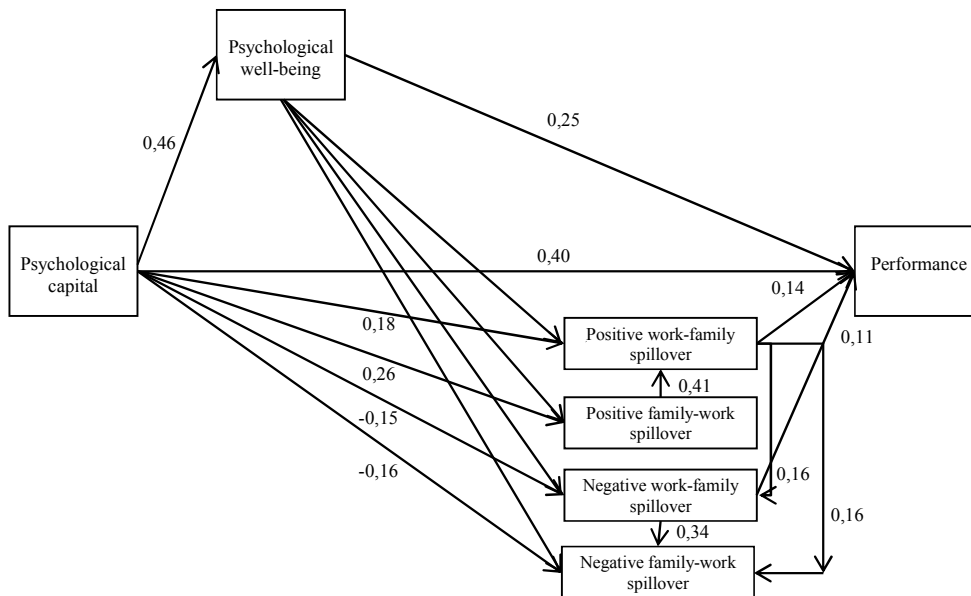 Psychological
well-being
0,25
0,46
Psychological
capital
0,40
Performance
0,14
0,18
Positive work-family
spillover
0,11
0,26
0,41
Positive family-work
spillover
-0,15
-0,16
Negative work-family
spillover
0,16
0,16
0,34
Negative family-work
spillover